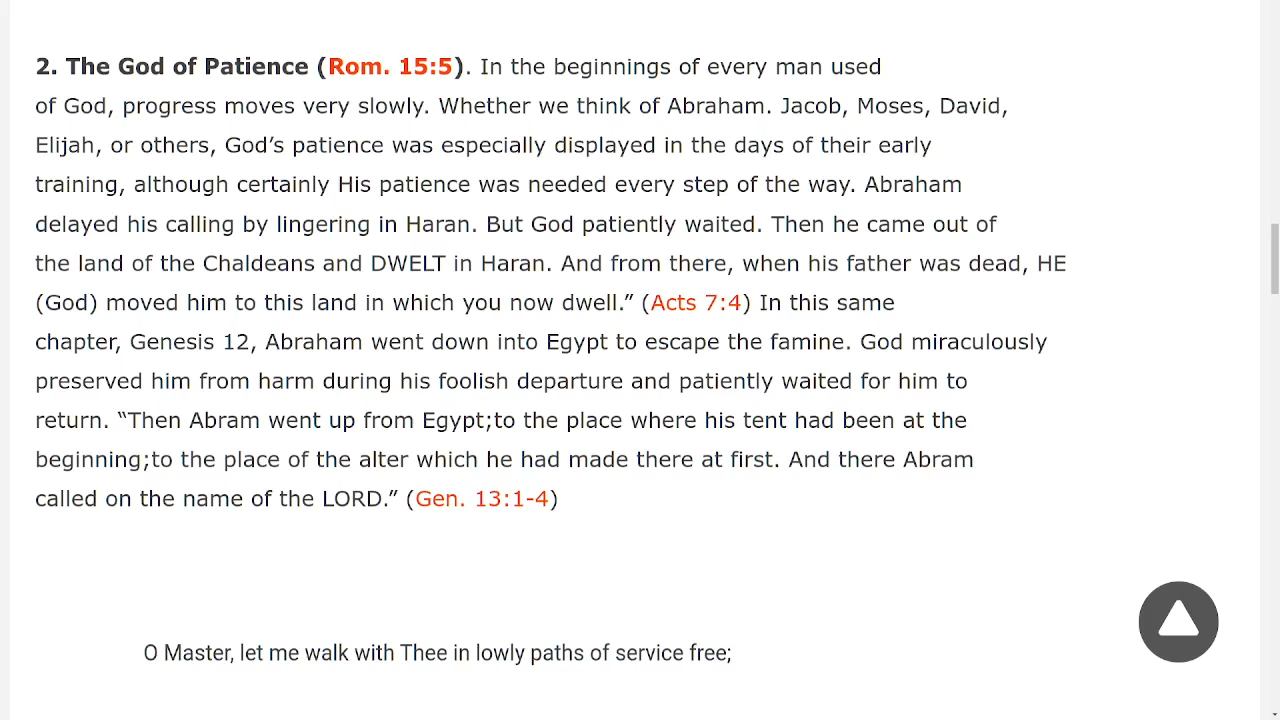 2. The God of Patience (Rom. 15:5). In the beginnings of every man used
of God, progress moves very slowly. Whether we think of Abraham. Jacob, Moses, David,
Elijah, or others, God’s patience was especially displayed in the days of their early
training, although certainly His patience was needed every step of the way. Abraham
delayed his calling by lingering in Haran. But God patiently waited. Then he came out of
the land of the Chaldeans and DWELT in Haran. And from there, when his father was dead, HE
(God) moved him to this land in which you now dwell.” (Acts 7:4) In this same
chapter, Genesis 12, Abraham went down into Egypt to escape the famine. God miraculously
preserved him from harm during his foolish departure and patiently waited for him to
return. “Then Abram went up from Egypt;to the place where his tent had been at the
beginning;to the place of the alter which he had made there at first. And there Abram
called on the name of the LORD.” (Gen. 13:1-4)
O Master, let me walk with Thee in lowly paths of service free;